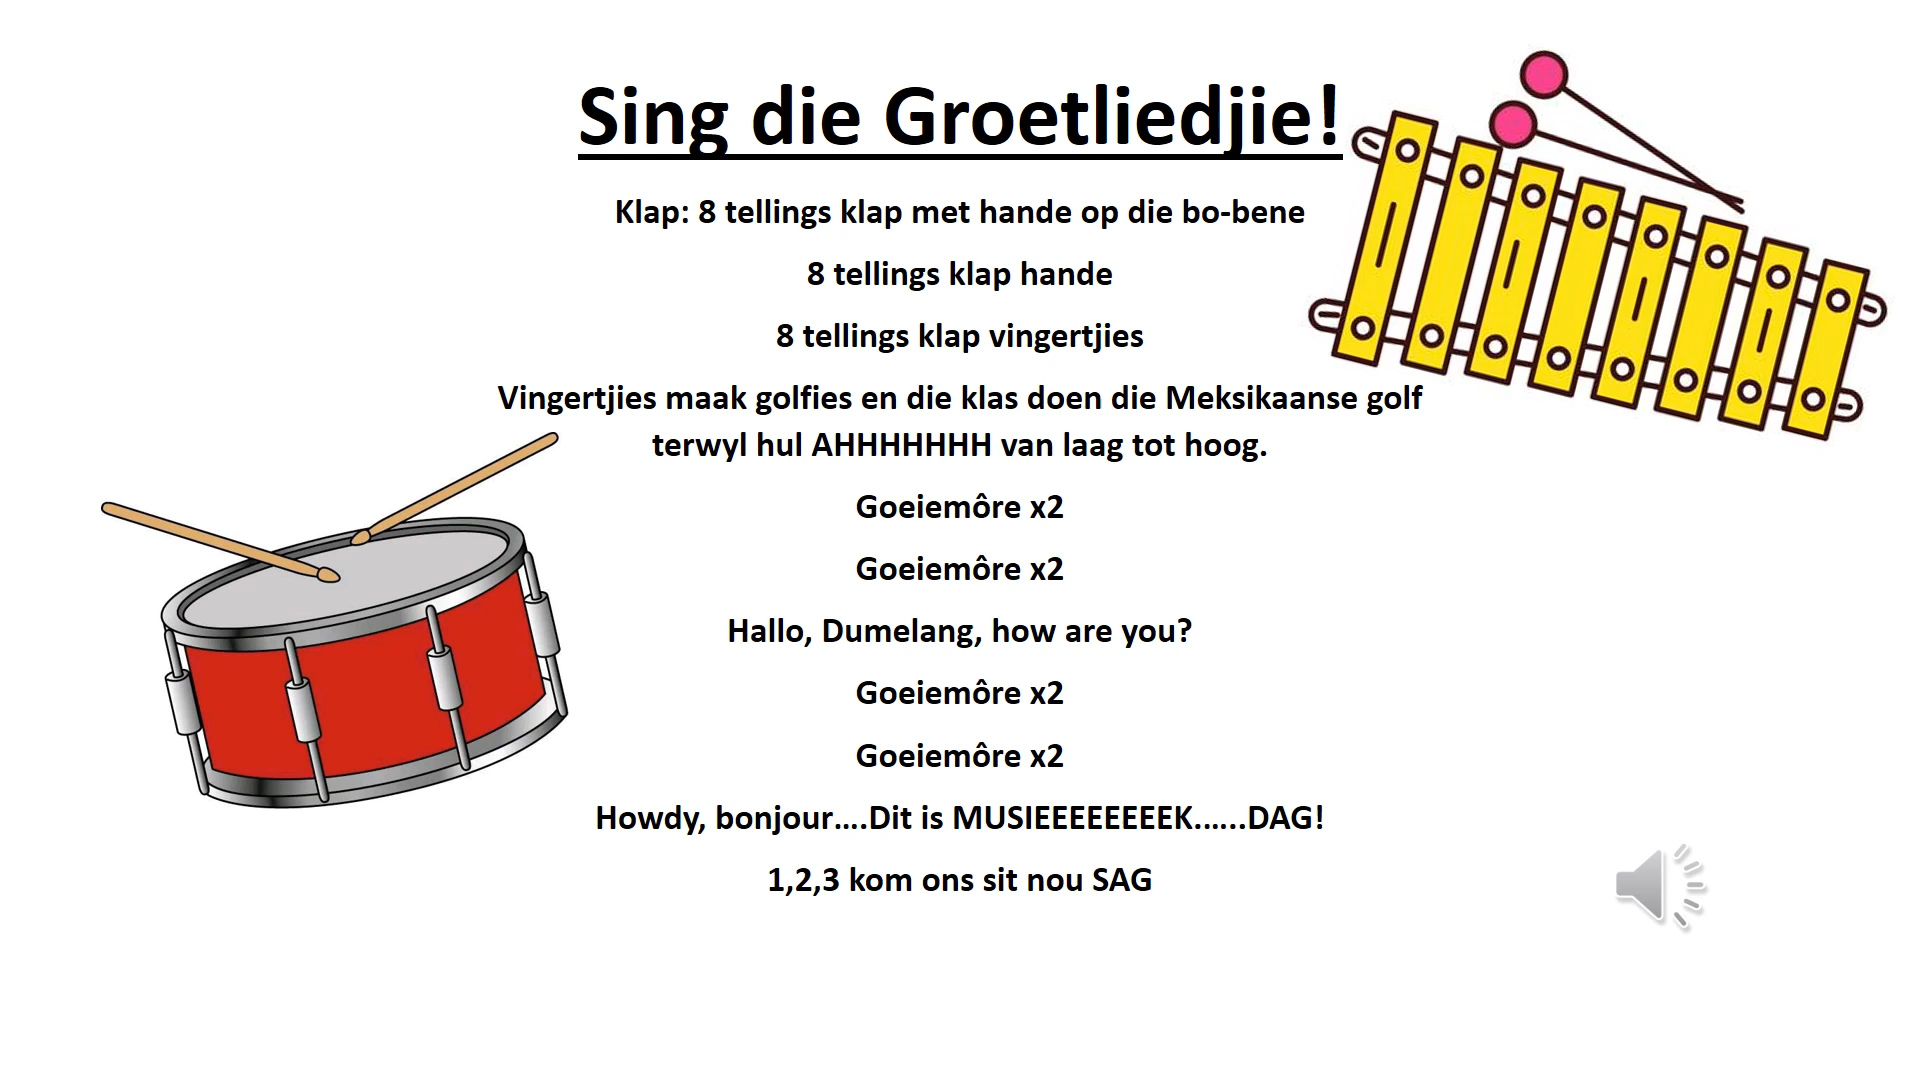 Sing die Groetliedjie!
Klap: 8 tellings klap met hande op die bo-bene
8 tellings klap hande
8 tellings klap vingertjies
Vingertjies maak golfies en die klas doen die Meksikaanse golf
terwyl hul AHHHHHHH van laag tot hoog.
Goeiemôre x2
Goeiemôre x2
Hallo, Dumelang, how are you?
Goeiemôre x2
Goeiemôre x2
Howdy, bonjour....Dit is MUSIEEEEEEEEK......DAG!
1,2,3 kom ons sit nou SAG